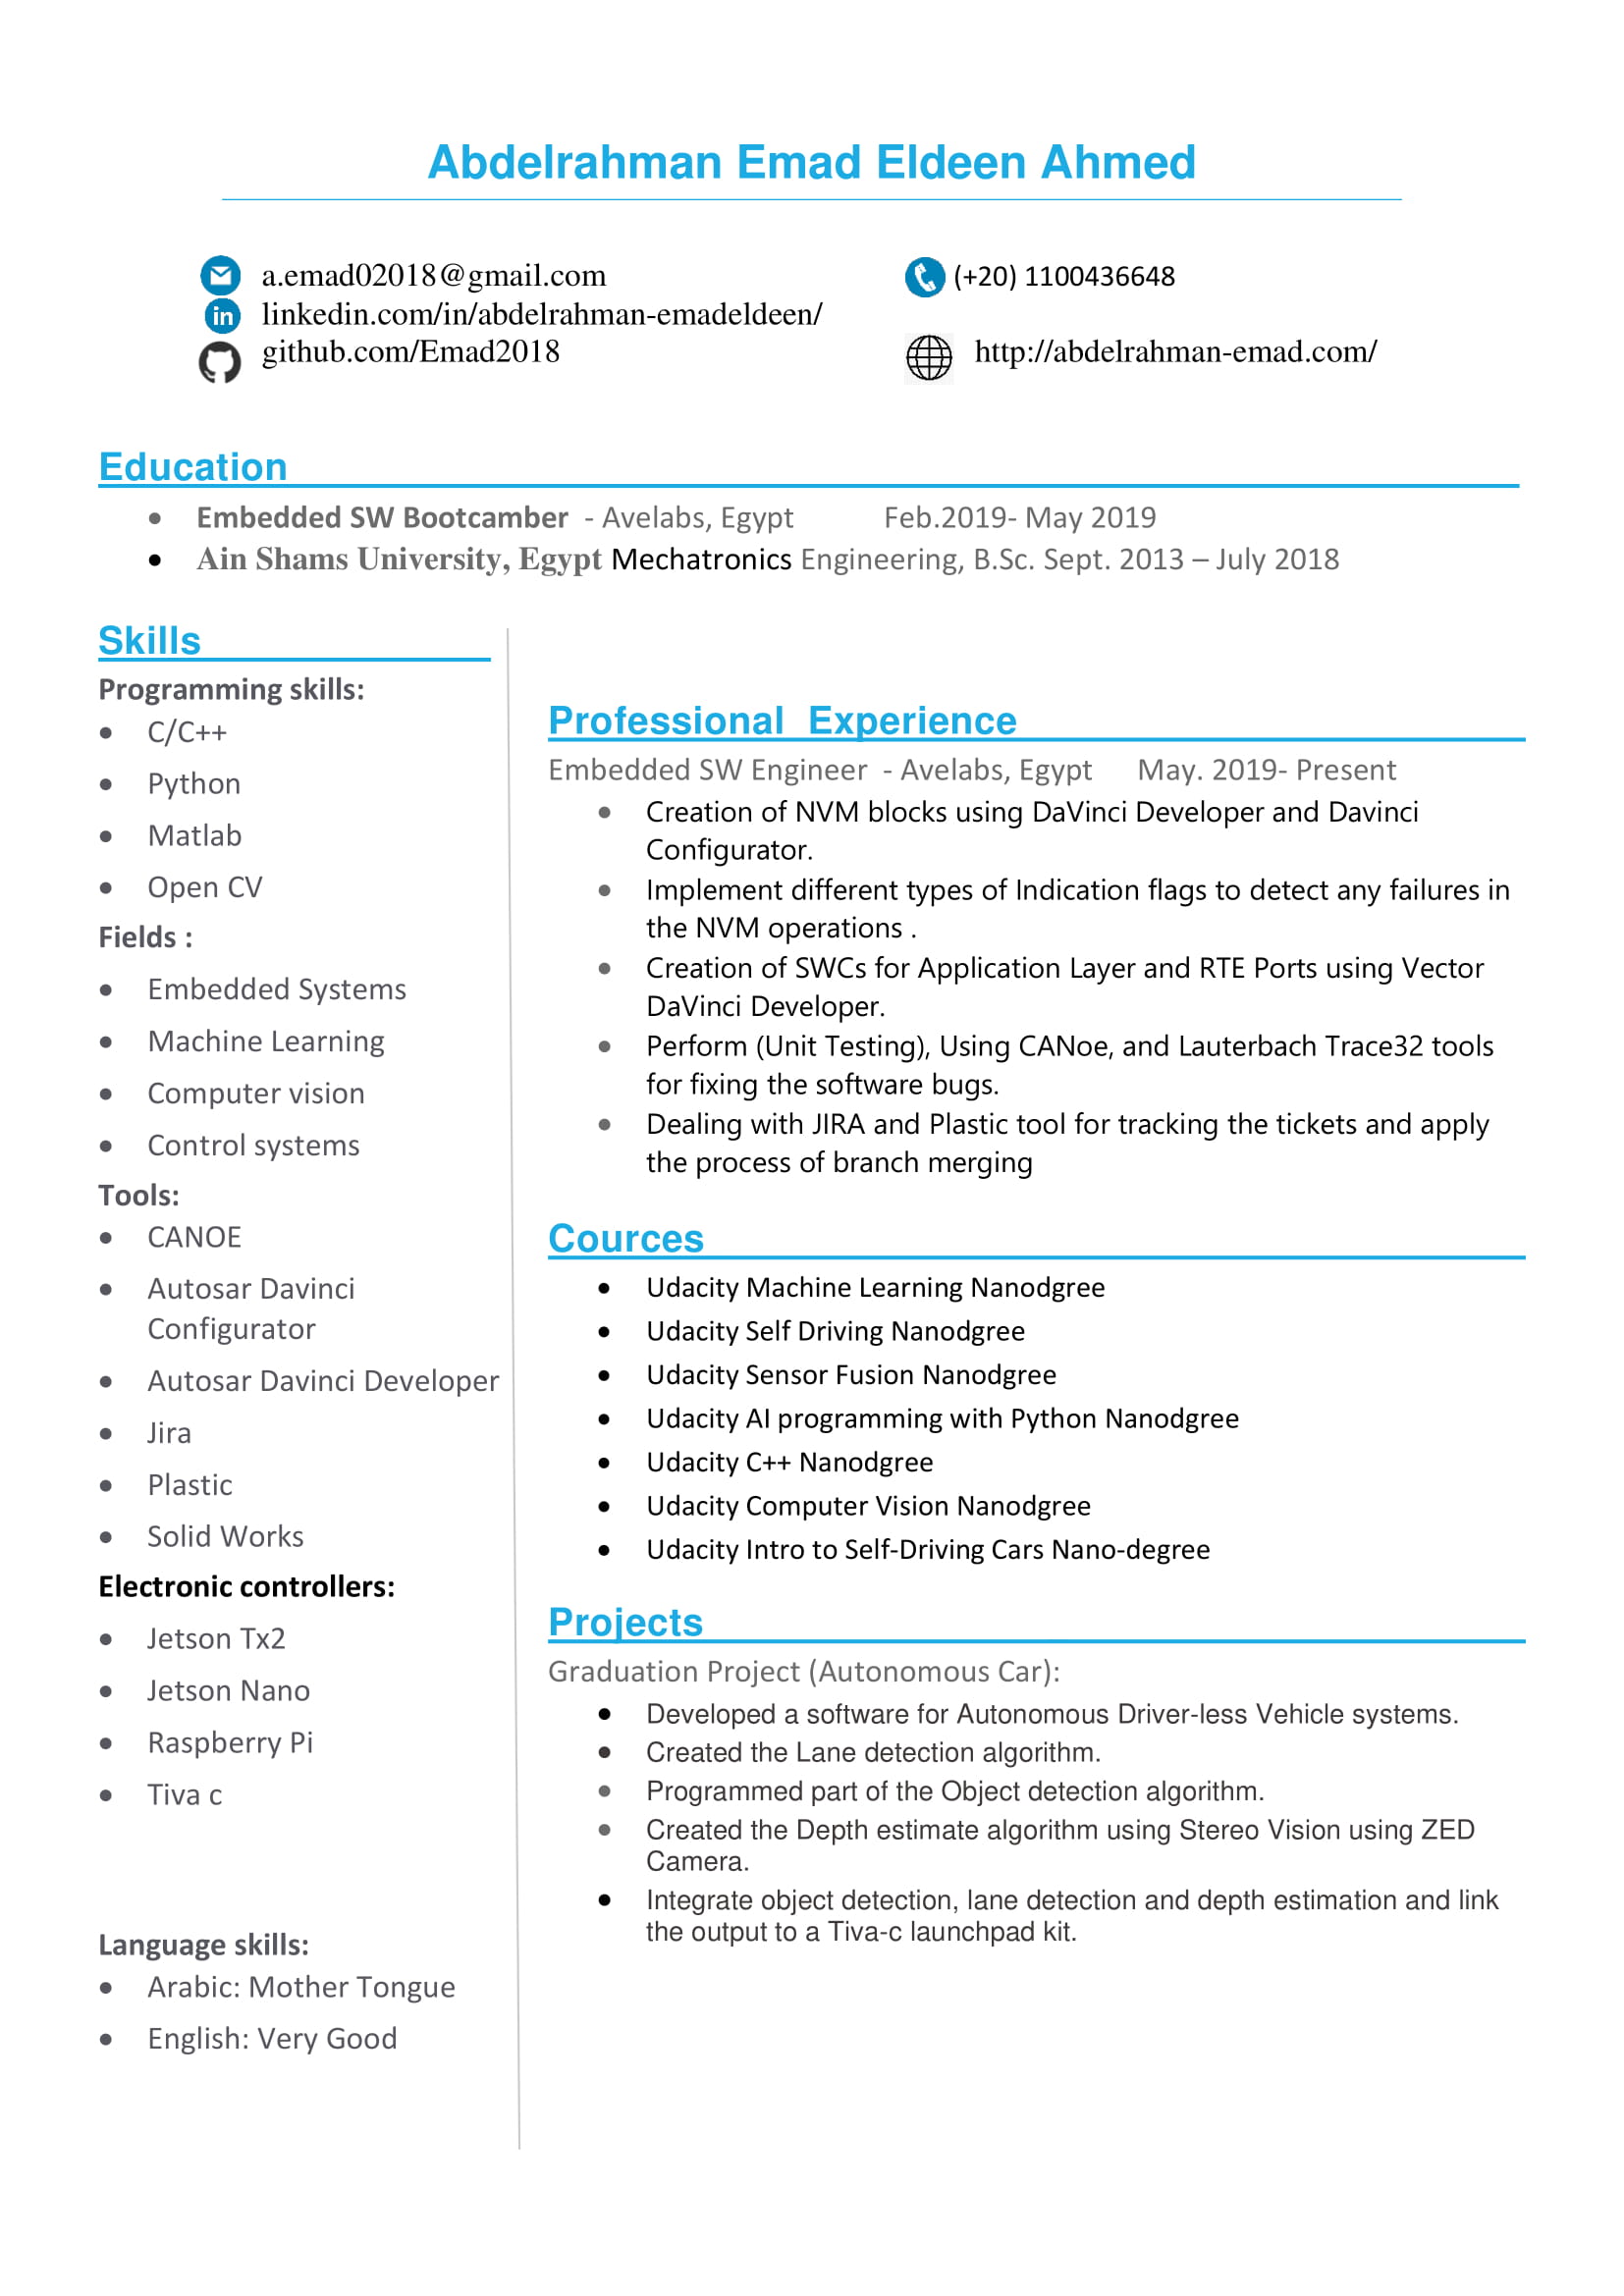 Abdelrahman Emad Eldeen Ahmed
a.emad02018@gmail.com
(+20) 1100436648
linkedin.com/in/abdelrahman-emadeldeen/
github.com/Emad2018
http://abdelrahman-emad.com/
Education
• Embedded SW Bootcamber - Avelabs, Egypt Feb.2019- May 2019
• Ain Shams University, Egypt Mechatronics Engineering, B.Sc. Sept. 2013 – July 2018
Skills
Programming skills:
• C/C++
• Python
• Matlab
• Open CV
Fields :
• Embedded Systems
• Machine Learning
• Computer vision
• Control systems
Tools:
• CANOE
• Autosar Davinci
Configurator
• Autosar Davinci Developer
• Jira
• Plastic
• Solid Works
Electronic controllers:
• Jetson Tx2
• Jetson Nano
• Raspberry Pi
• Tiva c
Language skills:
• Arabic: Mother Tongue
• English: Very Good
Professional Experience
Embedded SW Engineer - Avelabs, Egypt May. 2019- Present
• Creation of NVM blocks using DaVinci Developer and Davinci
Configurator.
• Implement different types of Indication flags to detect any failures in
the NVM operations .
• Creation of SWCs for Application Layer and RTE Ports using Vector
DaVinci Developer.
• Perform (Unit Testing), Using CANoe, and Lauterbach Trace32 tools
for fixing the software bugs.
• Dealing with JIRA and Plastic tool for tracking the tickets and apply
the process of branch merging
Cources
• Udacity Machine Learning Nanodgree
• Udacity Self Driving Nanodgree
• Udacity Sensor Fusion Nanodgree
• Udacity AI programming with Python Nanodgree
• Udacity C++ Nanodgree
• Udacity Computer Vision Nanodgree
• Udacity Intro to Self-Driving Cars Nano-degree
Projects
Graduation Project (Autonomous Car):
• Developed a software for Autonomous Driver-less Vehicle systems.
• Created the Lane detection algorithm.
• Programmed part of the Object detection algorithm.
• Created the Depth estimate algorithm using Stereo Vision using ZED
Camera.
• Integrate object detection, lane detection and depth estimation and link
the output to a Tiva-c launchpad kit.